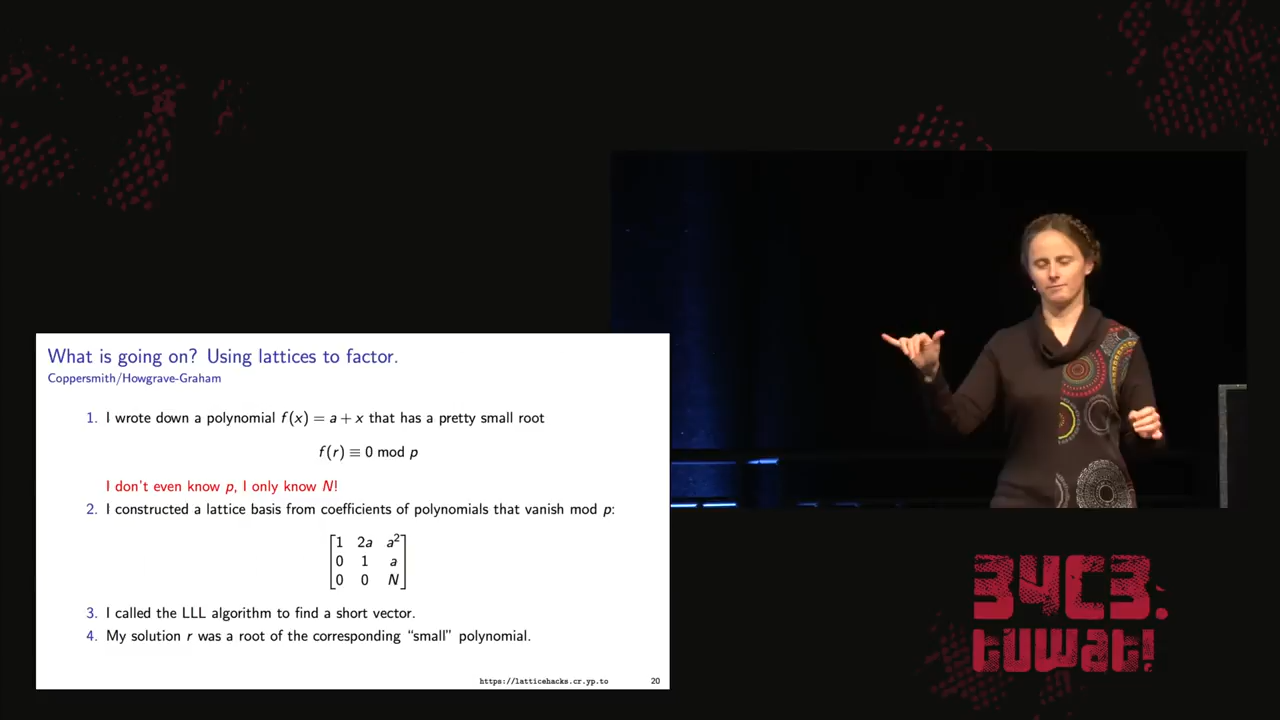 What is going on? Using lattices to factor.
Coppersmith/Howgrave-Graham
1. I wrote down a polynomial f(x) = a + x that has a pretty small root
f(r) ≡ 0 mod p
I don't even know p, I only know N!
2. I constructed a lattice basis from coefficients of polynomials that vanish mod p:
1 2a a²
0 1 a
0 0 N
3. I called the LLL algorithm to find a short vector.
4. My solution r was a root of the corresponding “small” polynomial.
https://latticehacks.cr.yp.to 20
34C3.
tuwat!